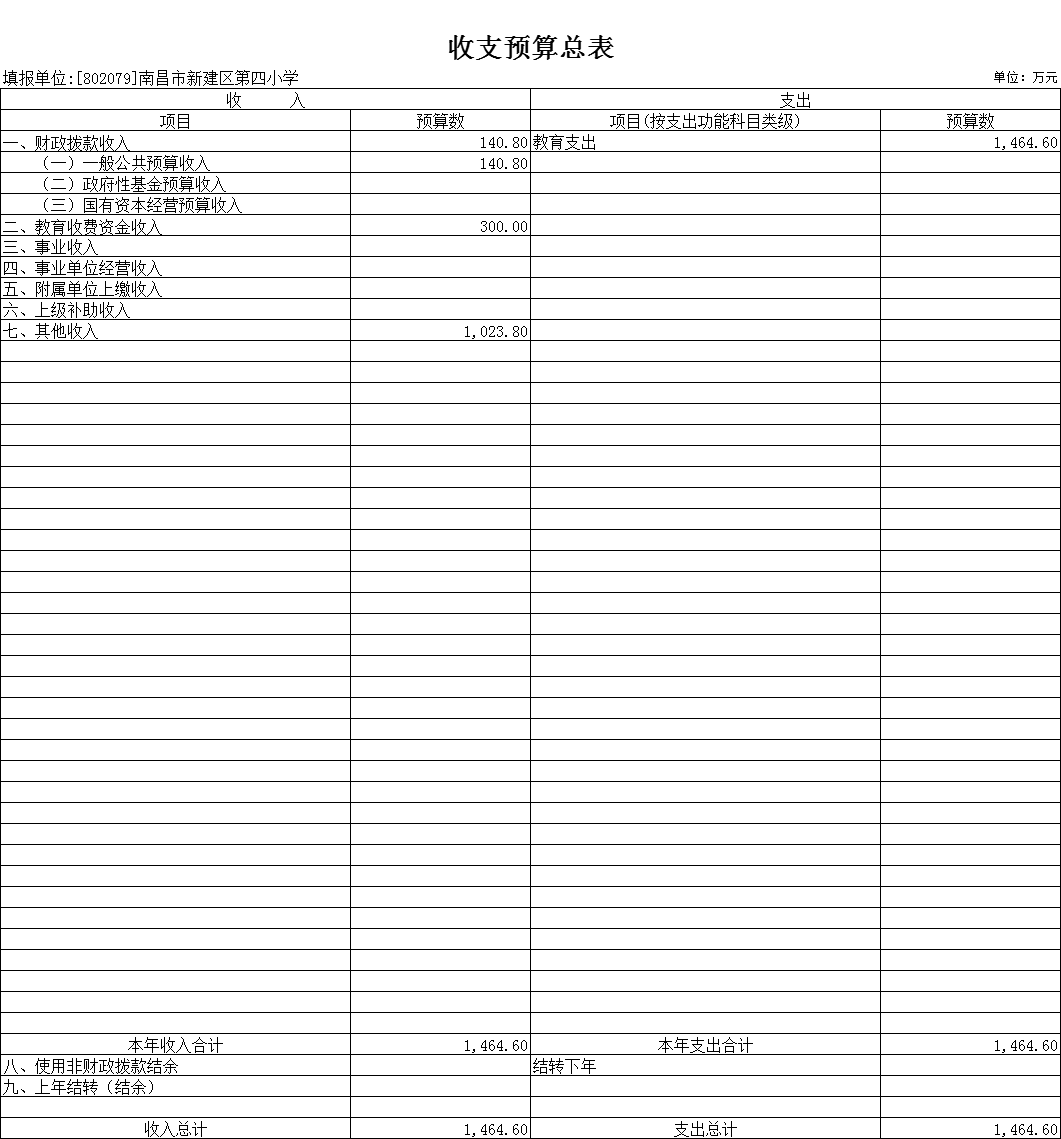 收支预算总表
填报单位:[802079]南昌市新建区第四小学 单位：万元
收 入 支出
项目 预算数 项目(按支出功能科目类级) 预算数
一、财政拨款收入 140.80 教育支出 1,464.60
（一）一般公共预算收入 140.80
（二）政府性基金预算收入
（三）国有资本经营预算收入
二、教育收费资金收入 300.00
三、事业收入
四、事业单位经营收入
五、附属单位上缴收入
六、上级补助收入
七、其他收入 1,023.80
本年收入合计 1,464.60 本年支出合计 1,464.60
八、使用非财政拨款结余 结转下年
九、上年结转（结余）
收入总计 1,464.60 支出总计 1,464.60